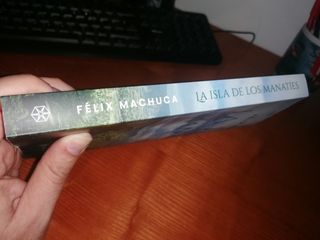 FÉLIX MACHUCA
LA ISLA DE LOS MANATÍES